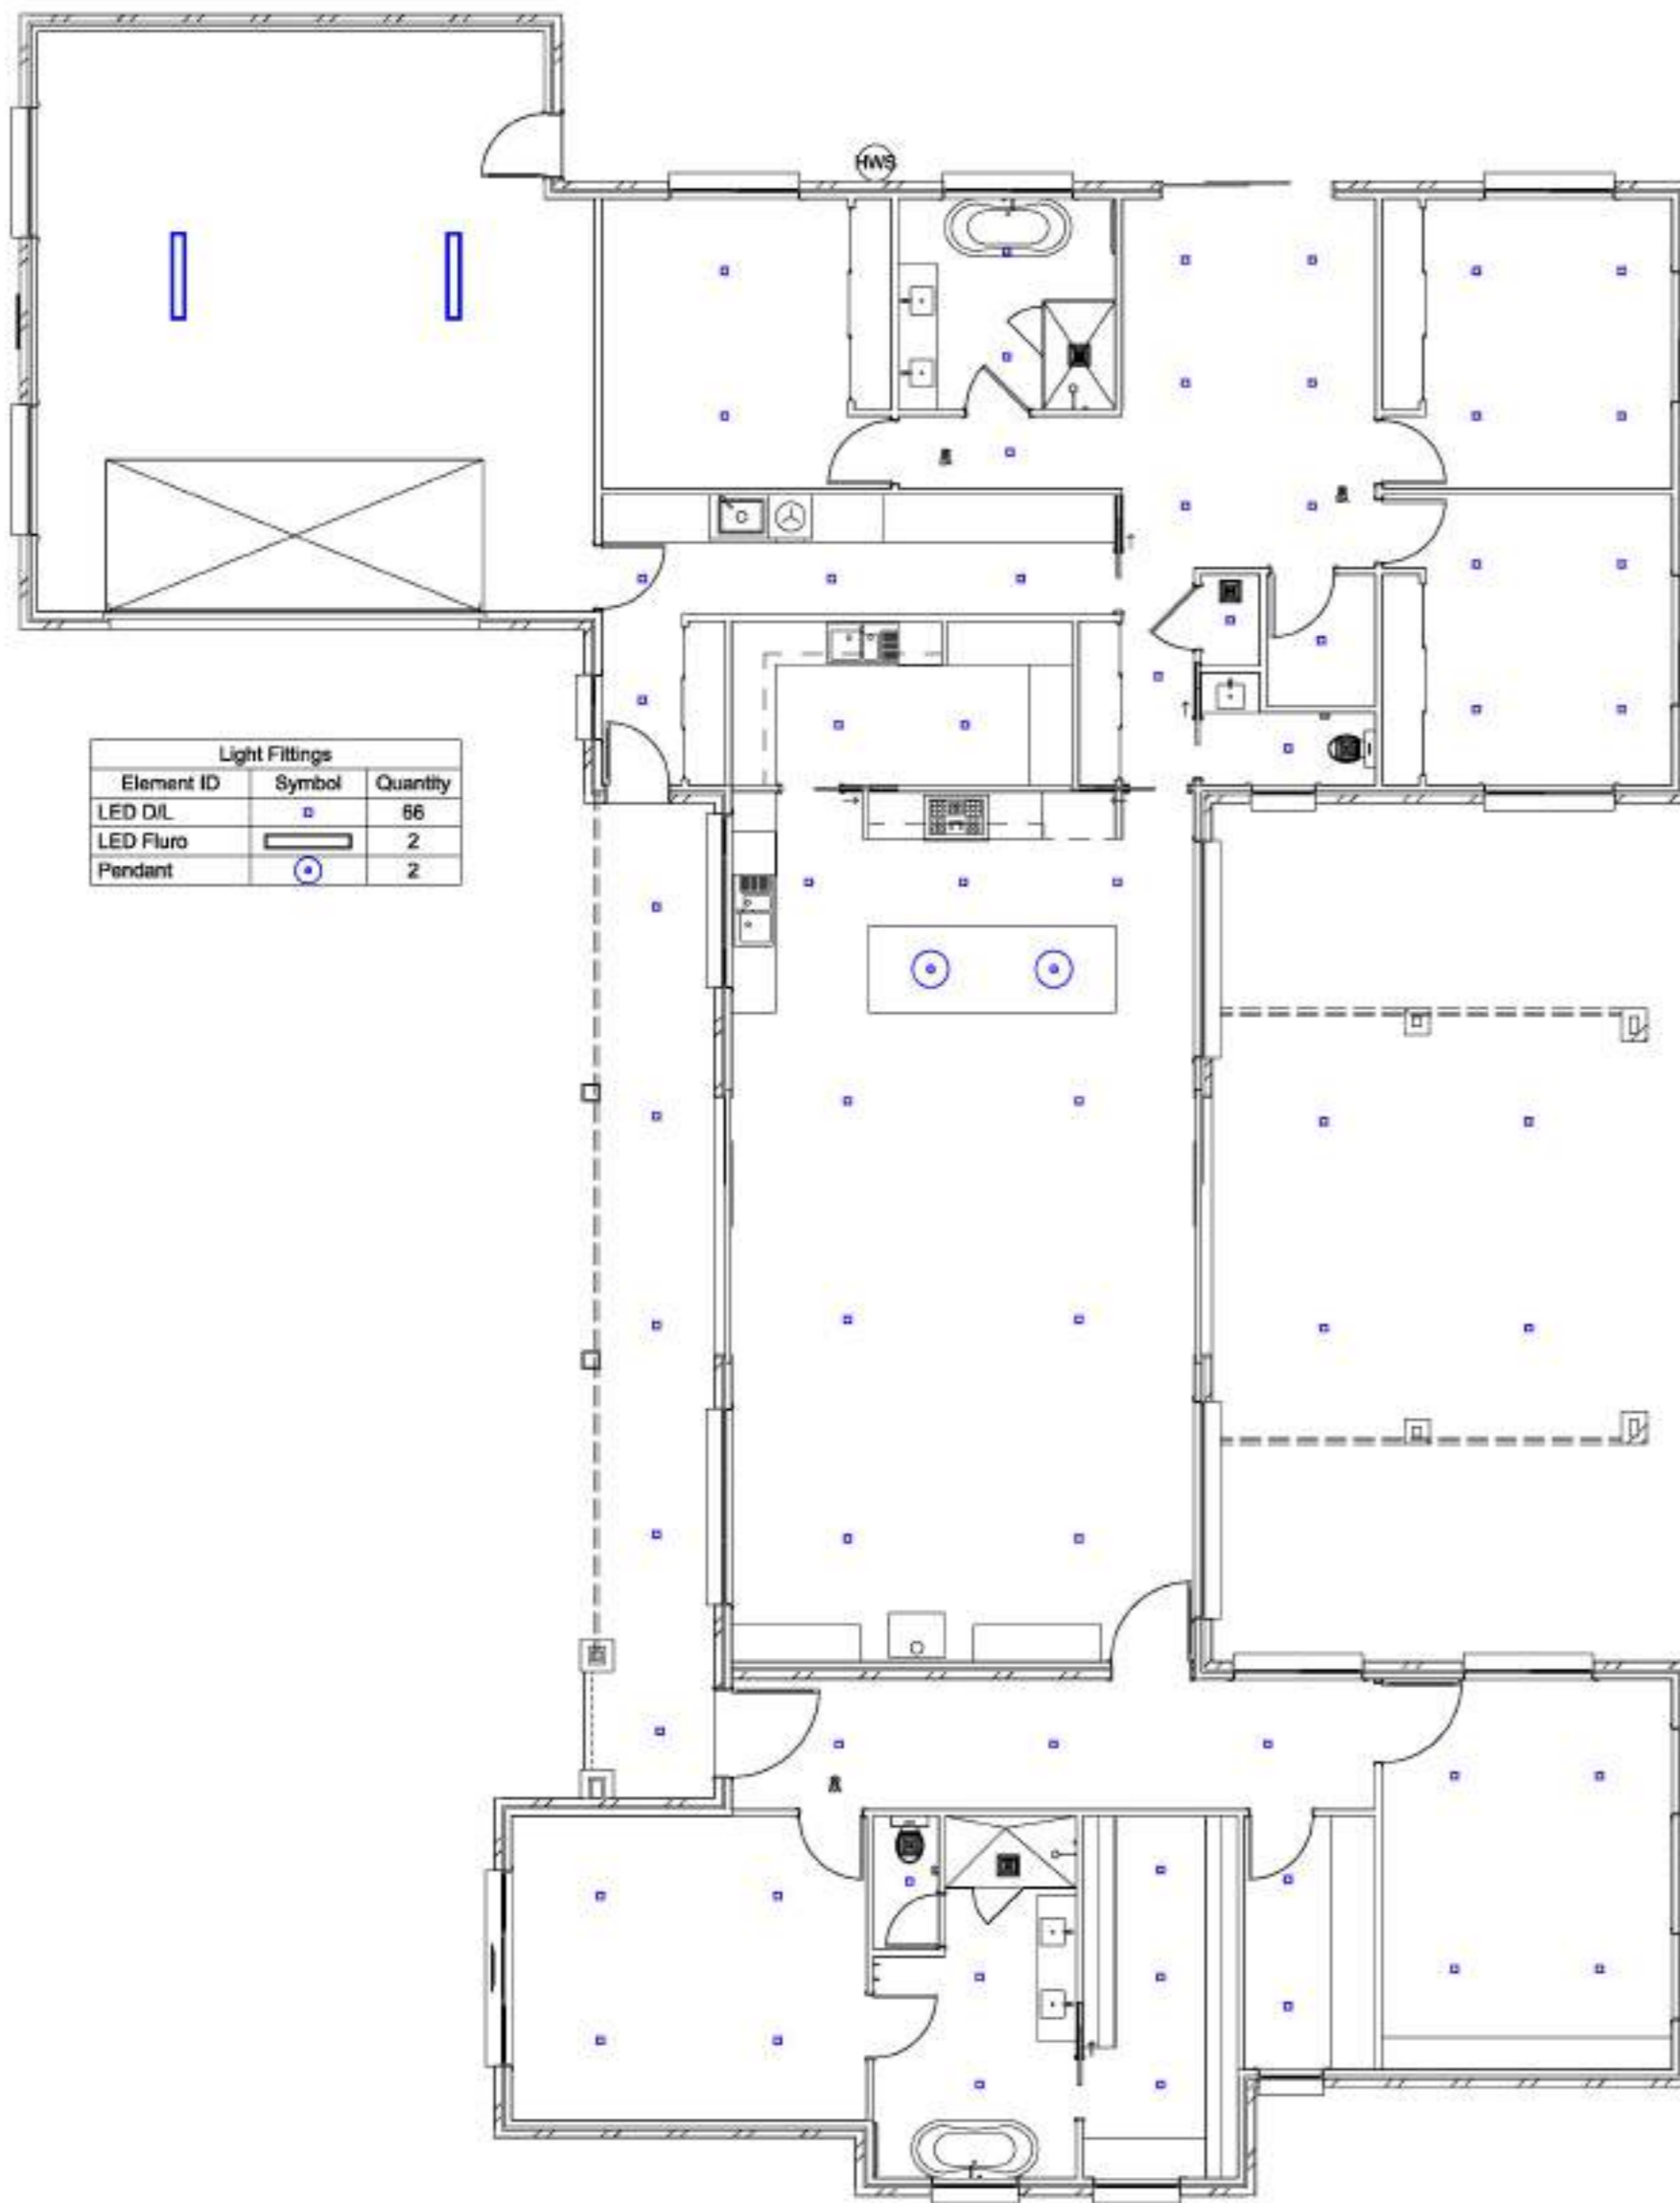 HWS
Light Fittings
Element ID Symbol Quantity
LED D/L 66
LED Fluro 2
Pendant 2